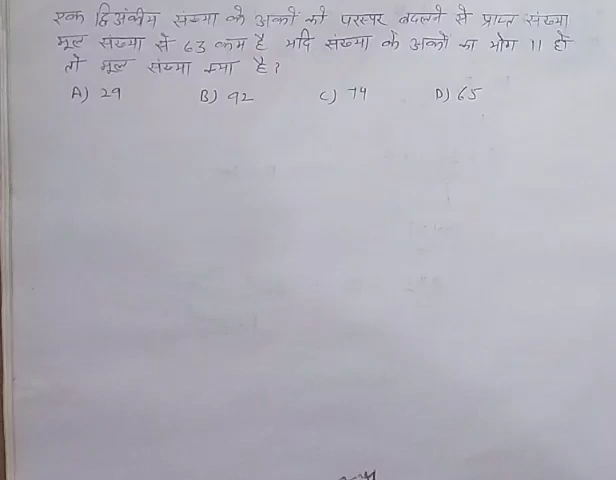 एक द्विअंकीय संख्या के अंकों को परस्पर बदलने से प्राप्त संख्या
मूल संख्या से 63 कम है यदि संख्या के अंकों का योग 11 हो
तो मूल संख्या क्या है?
A) 29 B) 92 C) 74 D) 65